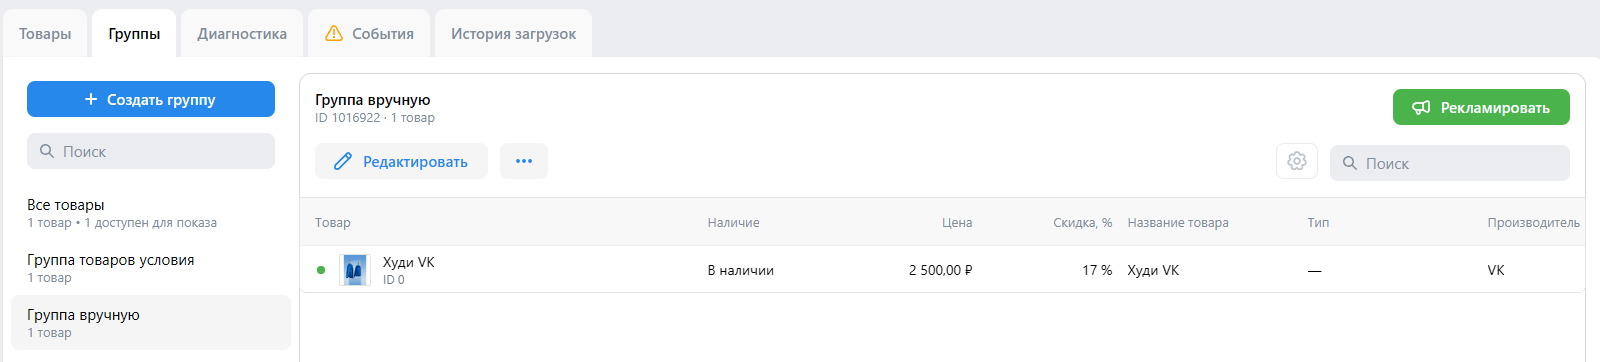 Товары
Группы
Диагностика
События
История загрузок
Создать группу
Поиск
Все товары
1 товар • 1 доступен для показа
Группа товаров условия
1 товар
Группа вручную
1 товар
Группа вручную
ID 1016922 · 1 товар
Рекламировать
Редактировать
Поиск
Товар Наличие Цена Скидка, % Название товара Тип Производитель
Худи VK
ID 0
В наличии 2 500,00 ₽ 17 % Худи VK — VK